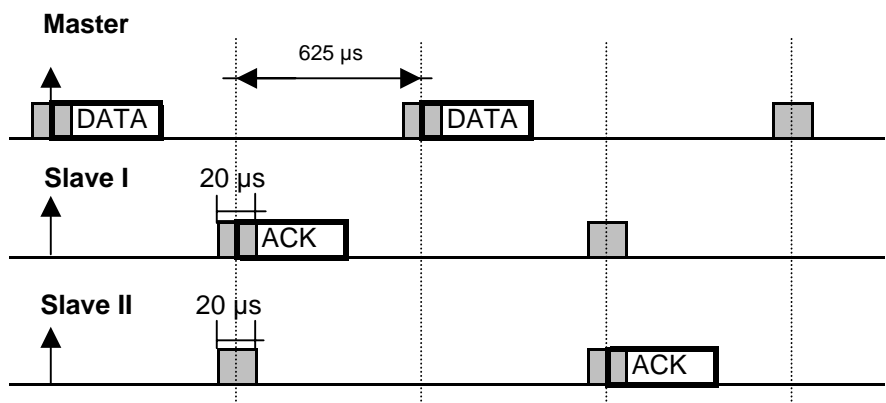 Master
625 µs
DATA DATA
Slave I
20 µs
ACK
Slave II
20 µs
ACK